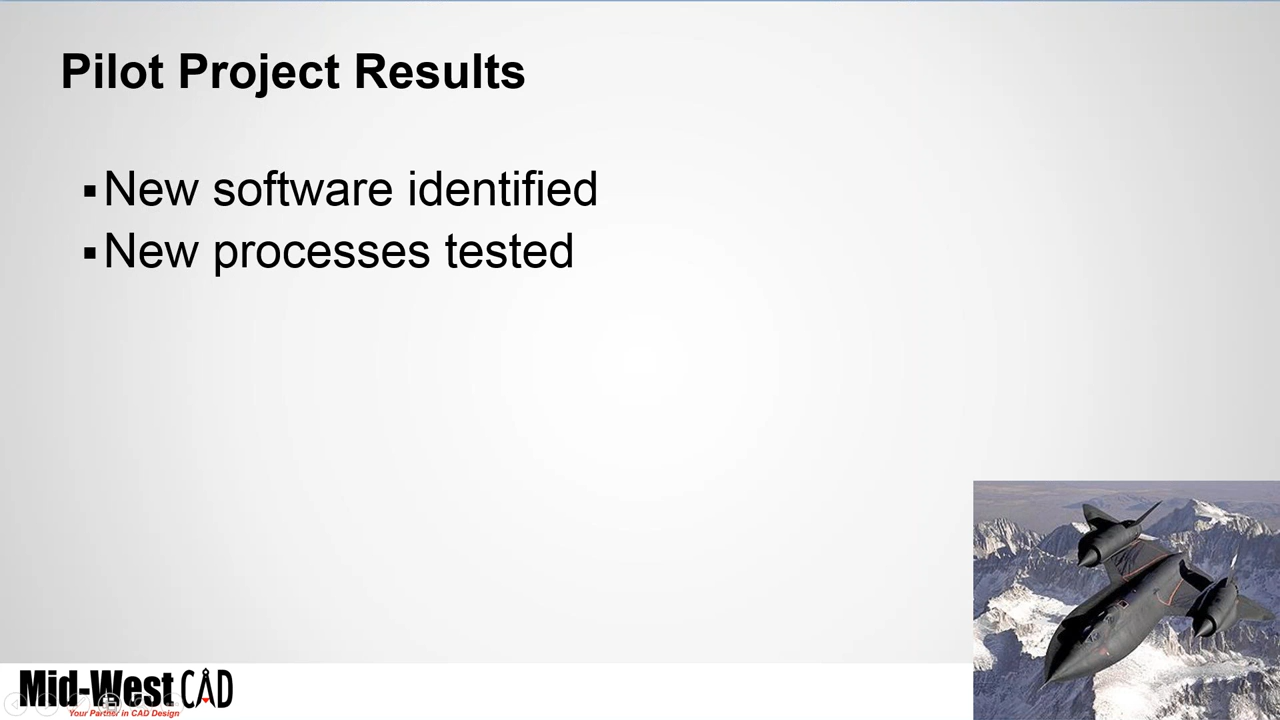 Pilot Project Results
▪New software identified
▪New processes tested
Mid-West CAD
Your Partner in CAD Design